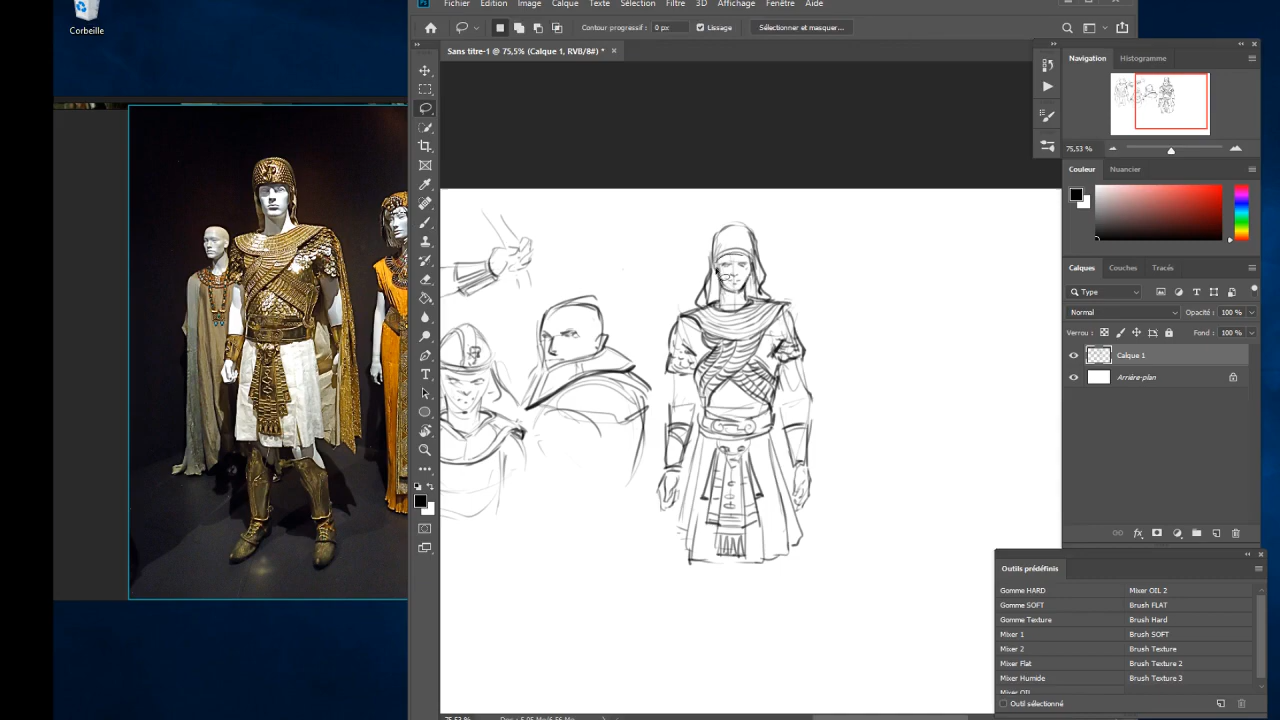 Corbeille
Fichier Edition Image Calque Texte Sélection Filtre 3D Affichage Fenêtre Aide
Contour progressif : 0 px Lissage Sélectionner et masquer...
Sans titre-1 @ 75,5% (Calque 1, RVB/8#) *
Navigation Histogramme
75,53 %
Couleur Nuancier
Calques Couches Tracés
Type
Normal Opacité : 100 %
Verrou : Fond : 100 %
Calque 1
Arrière-plan
Outils prédéfinis
Gomme HARD Mixer OIL 2
Gomme SOFT Brush FLAT
Gomme Texture Brush Hard
Mixer 1 Brush SOFT
Mixer 2 Brush Texture
Mixer Flat Brush Texture 2
Mixer Humide Brush Texture 3
Mixer OIL
Outil sélectionné
75,53 %